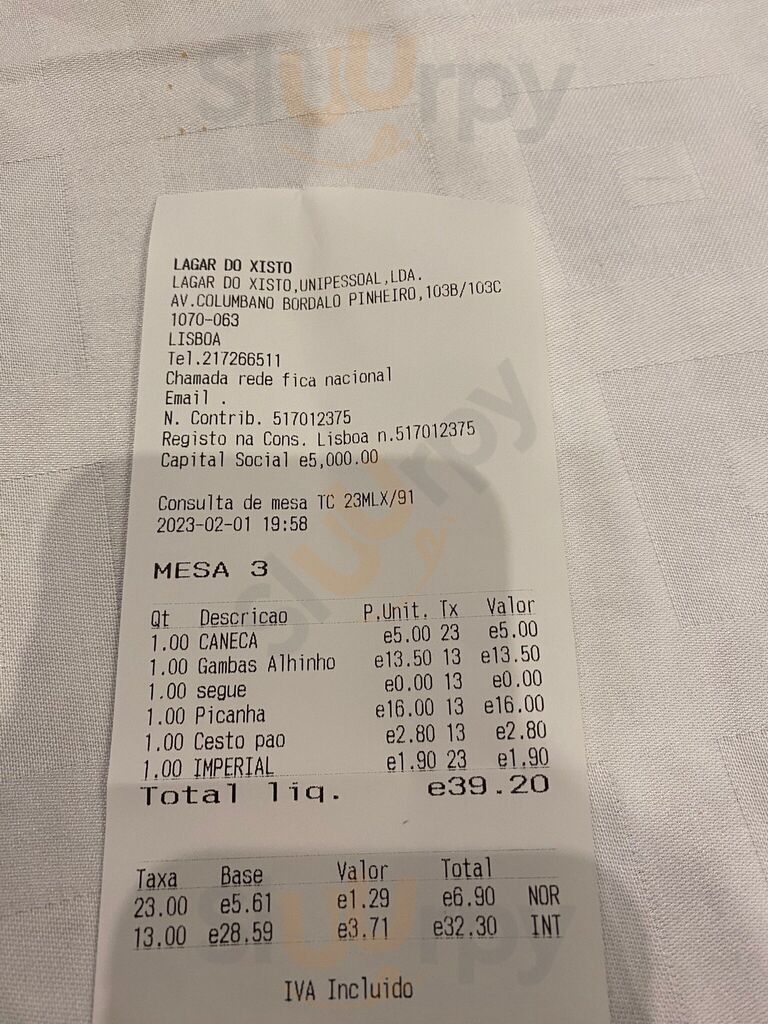 Sluurpy
LAGAR DO XISTO
LAGAR DO XISTO,UNIPESSOAL,LDA.
AV.COLUMBANO BORDALO PINHEIRO,103B/103C
1070-063
LISBOA
Tel.217266511
Chamada rede fica nacional
Email .
N. Contrib. 517012375
Registo na Cons. Lisboa n.517012375
Capital Social e5,000.00
Sluurpy
Consulta de mesa TC 23MLX/91
2023-02-01 19:58
MESA 3
Qt Descricao P.Unit. Tx Valor
1.00 CANECA e5.00 23 e5.00
1.00 Gambas Alhinho e13.50 13 e13.50
1.00 segue e0.00 13 e0.00
1.00 Picanha e16.00 13 e16.00
1.00 Cesto pao e2.80 13 e2.80
1.00 IMPERIAL e1.90 23 e1.90
Total liq. e39.20
Taxa Base Valor Total
23.00 e5.61 e1.29 e6.90 NOR
13.00 e28.59 e3.71 e32.30 INT
Sluurpy
IVA Incluido